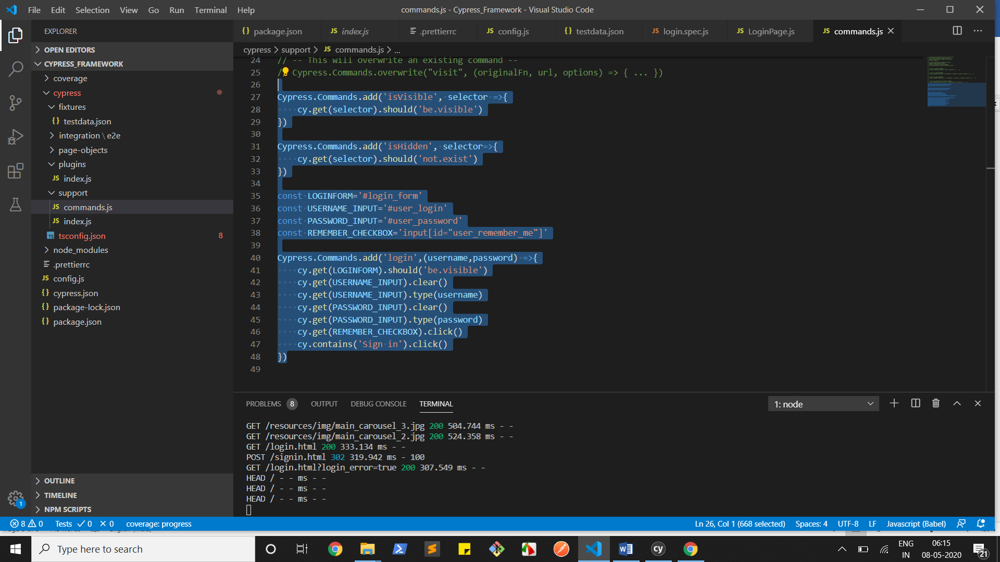 File Edit Selection View Go Run Terminal Help
commands.js - Cypress_Framework - Visual Studio Code
EXPLORER
OPEN EDITORS
CYPRESS_FRAMEWORK
coverage
cypress
fixtures
{} testdata.json
integration \ e2e
page-objects
plugins
JS index.js
support
JS commands.js
JS index.js
TS tsconfig.json 8
node_modules
.prettierrc
JS config.js
{} cypress.json
{} package-lock.json
{} package.json
OUTLINE
TIMELINE
NPM SCRIPTS
1
{} package.json JS index.js .prettierrc JS config.js {} testdata.json JS login.spec.js JS LoginPage.js JS commands.js
cypress > support > JS commands.js > ...
24 // -- This will overwrite an existing command --
25 / Cypress.Commands.overwrite("visit", (originalFn, url, options) => { ... })
26
27 Cypress.Commands.add('isVisible', selector =>{
28 ····cy.get(selector).should('be.visible')
29 })
30
31 Cypress.Commands.add('isHidden', selector=>{
32 ····cy.get(selector).should('not.exist')
33 })
34
35 const LOGINFORM='#login_form'
36 const USERNAME_INPUT='#user_login'
37 const PASSWORD_INPUT='#user_password'
38 const REMEMBER_CHECKBOX='input[id="user_remember_me"]'
39
40 Cypress.Commands.add('login',(username,password) =>{
41 ····cy.get(LOGINFORM).should('be.visible')
42 ····cy.get(USERNAME_INPUT).clear()
43 ····cy.get(USERNAME_INPUT).type(username)
44 ····cy.get(PASSWORD_INPUT).clear()
45 ····cy.get(PASSWORD_INPUT).type(password)
46 ····cy.get(REMEMBER_CHECKBOX).click()
47 ····cy.contains('Sign in').click()
48 })
49
PROBLEMS 8 OUTPUT DEBUG CONSOLE TERMINAL 1: node
GET /resources/img/main_carousel_3.jpg 200 504.744 ms - -
GET /resources/img/main_carousel_2.jpg 200 524.358 ms - -
GET /login.html 200 333.134 ms - -
POST /signin.html 302 319.942 ms - 100
GET /login.html?login_error=true 200 307.549 ms - -
HEAD / - - ms - -
HEAD / - - ms - -
HEAD / - - ms - -
8 0 Tests 0 0 coverage: progress
Ln 26, Col 1 (668 selected) Spaces: 4 UTF-8 LF Javascript (Babel)
Type here to search
cy
ENG
IN
06:15
08-05-2020
21